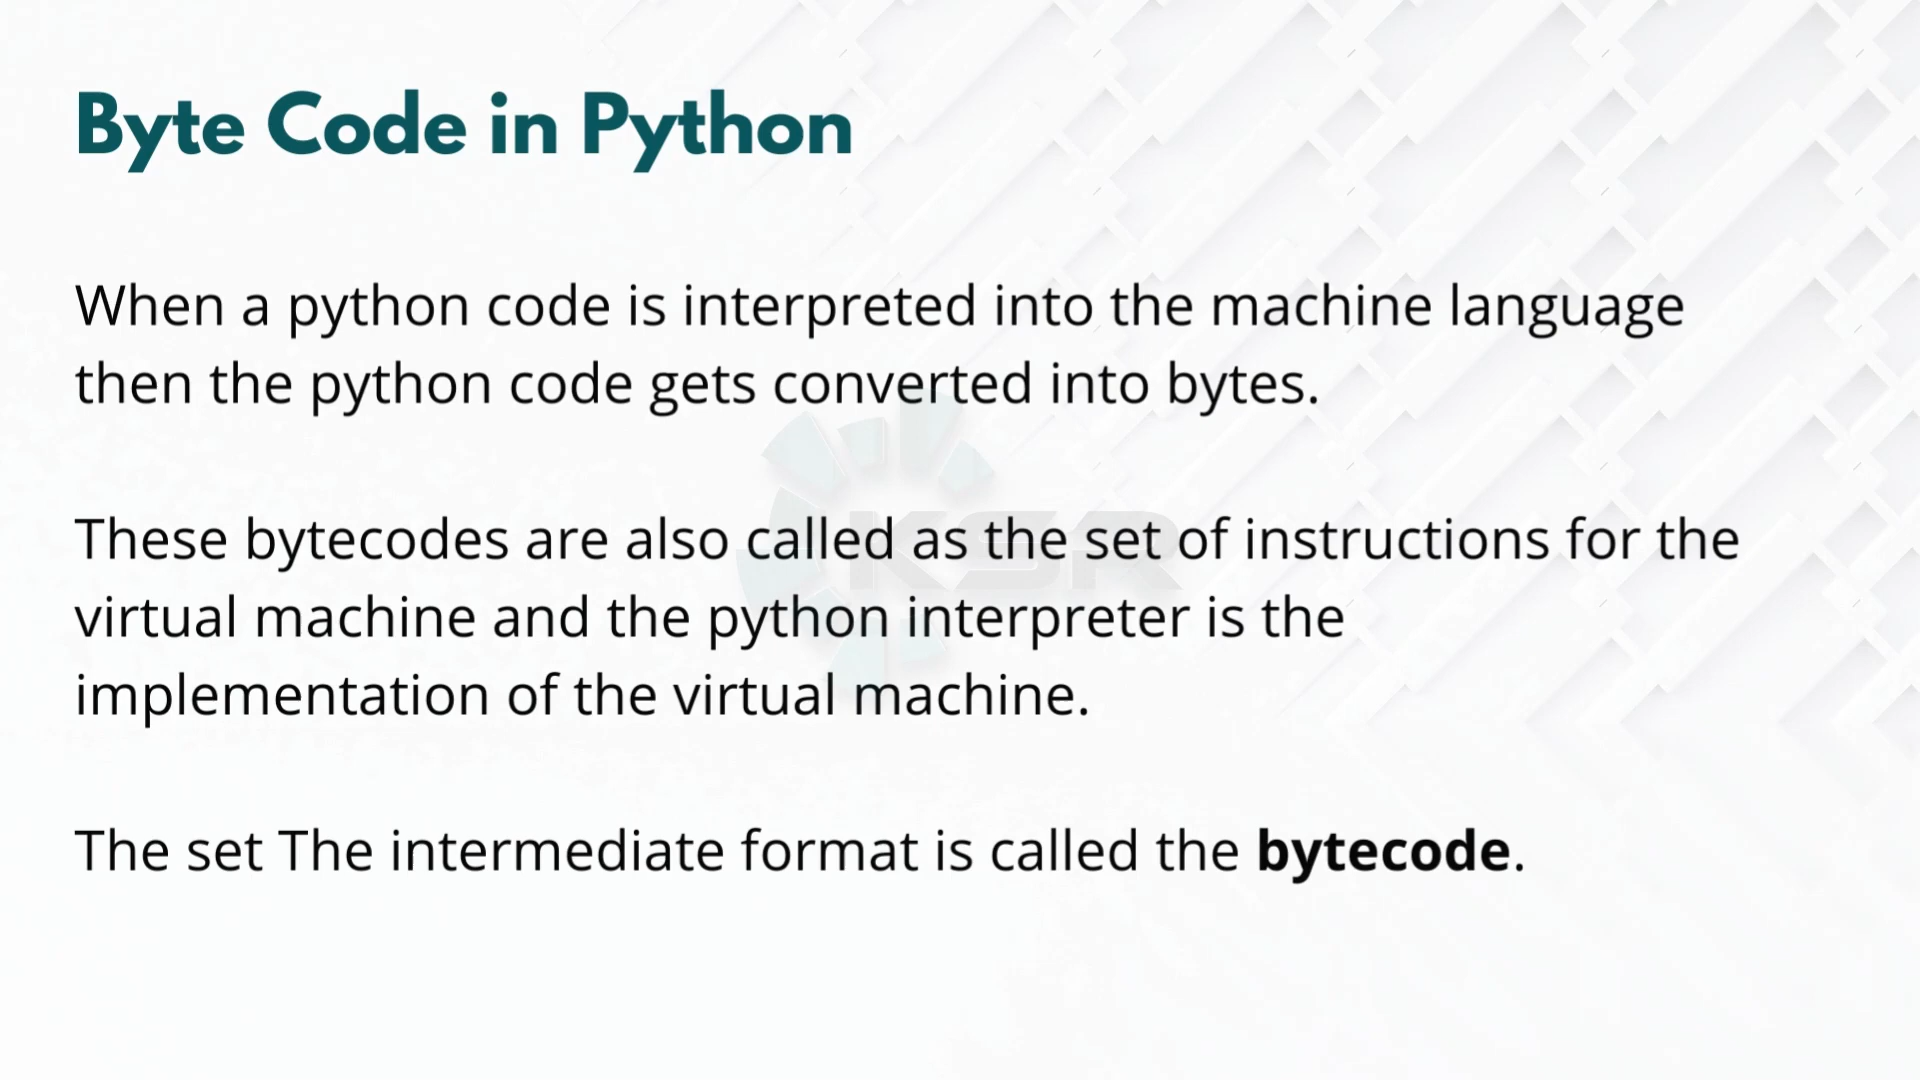 Byte Code in Python
When a python code is interpreted into the machine language
then the python code gets converted into bytes.
KSR
These bytecodes are also called as the set of instructions for the
virtual machine and the python interpreter is the
implementation of the virtual machine.
The set The intermediate format is called the bytecode.